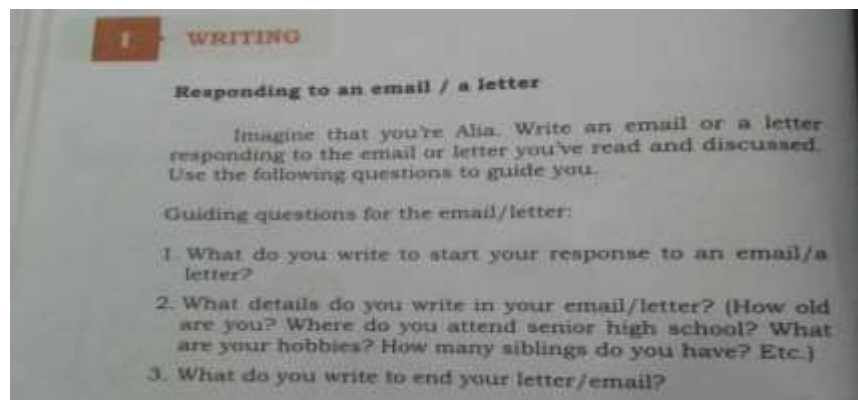 I WRITING
Responding to an email / a letter
Imagine that you're Alia. Write an email or a letter
responding to the email or letter you've read and discussed.
Use the following questions to guide you.
Guiding questions for the email/letter:
1. What do you write to start your response to an email/a
letter?
2. What details do you write in your email/letter? (How old
are you? Where do you attend senior high school? What
are your hobbies? How many siblings do you have? Etc.)
3. What do you write to end your letter/email?